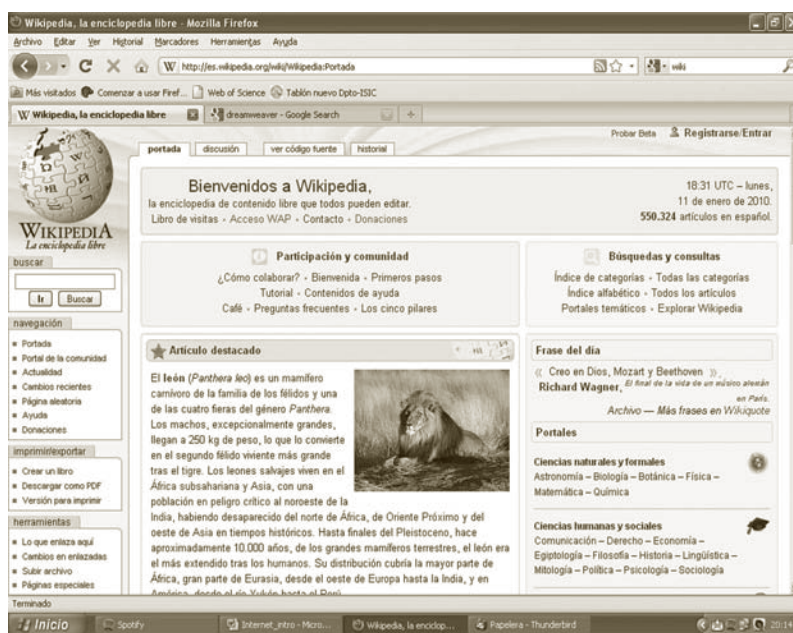 Wikipedia, la enciclopedia libre - Mozilla Firefox
Archivo Editar Ver Historial Marcadores Herramientas Ayuda
http://es.wikipedia.org/wiki/Wikipedia:Portada
wiki
Más visitados Comenzar a usar Firef... Web of Science Tablón nuevo Dpto-ISIC
Wikipedia, la enciclopedia libre dreamweaver - Google Search
Probar Beta Registrarse/Entrar
portada discusión ver código fuente historial
WIKIPEDIA
La enciclopedia libre
buscar
Ir Buscar
navegación
Portada
Portal de la comunidad
Actualidad
Cambios recientes
Página aleatoria
Ayuda
Donaciones
imprimir/exportar
Crear un libro
Descargar como PDF
Versión para imprimir
herramientas
Lo que enlaza aquí
Cambios en enlazadas
Subir archivo
Páginas especiales
Bienvenidos a Wikipedia,
la enciclopedia de contenido libre que todos pueden editar.
Libro de visitas - Acceso WAP - Contacto - Donaciones
18:31 UTC – lunes,
11 de enero de 2010.
550.324 artículos en español.
Participación y comunidad
¿Cómo colaborar? - Bienvenida - Primeros pasos
Tutorial - Contenidos de ayuda
Café - Preguntas frecuentes - Los cinco pilares
Búsquedas y consultas
Índice de categorías - Todas las categorías
Índice alfabético - Todos los artículos
Portales temáticos - Explorar Wikipedia
Artículo destacado
El león (Panthera leo) es un mamífero
carnívoro de la familia de los félidos y una
de las cuatro fieras del género Panthera.
Los machos, excepcionalmente grandes,
llegan a 250 kg de peso, lo que lo convierte
en el segundo félido viviente más grande
tras el tigre. Los leones salvajes viven en el
África subsahariana y Asia, con una
población en peligro crítico al noroeste de la
India, habiendo desaparecido del norte de África, de Oriente Próximo y del
oeste de Asia en tiempos históricos. Hasta finales del Pleistoceno, hace
aproximadamente 10.000 años, de los grandes mamíferos terrestres, el león era
el más extendido tras los humanos. Su distribución cubría la mayor parte de
África, gran parte de Eurasia, desde el oeste de Europa hasta la India, y en
América, desde el río Yukón hasta el Perú
Frase del día
« Creo en Dios, Mozart y Beethoven »,
Richard Wagner, El final de la vida de un músico alemán
en París.
Archivo — Más frases en Wikiquote
Portales
Ciencias naturales y formales
Astronomía – Biología – Botánica – Física –
Matemática – Química
Ciencias humanas y sociales
Comunicación – Derecho – Economía –
Egiptología – Filosofía – Historia – Lingüística –
Mitología – Política – Psicología – Sociología
Terminado
Inicio Spotify Internet_intro - Micro... Wikipedia, la enciclop... Papelera - Thunderbird 20:14